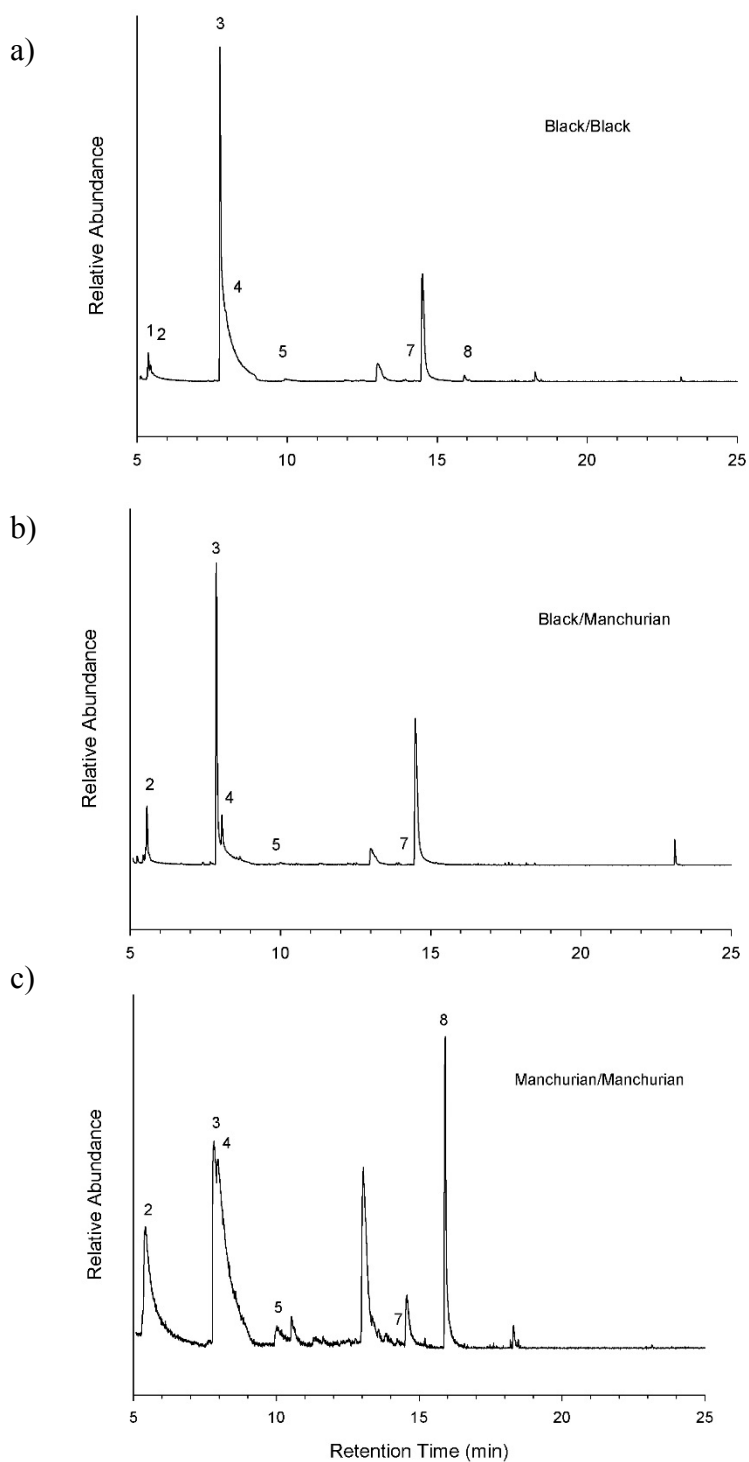 a)
3
Black/Black
Relative Abundance
4
1 2
5
7
8
5 10 15 20 25
b)
3
Black/Manchurian
Relative Abundance
2
4
5
7
5 10 15 20 25
c)
8
Manchurian/Manchurian
Relative Abundance
3
4
2
5
7
5 10 15 20 25
Retention Time (min)